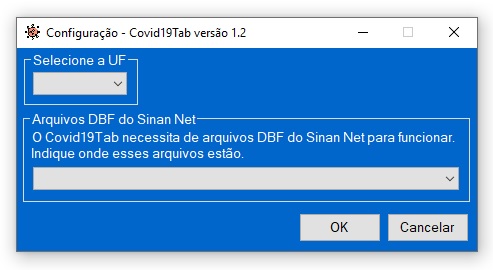 Configuração - Covid19Tab versão 1.2
Selecione a UF
Arquivos DBF do Sinan Net
O Covid19Tab necessita de arquivos DBF do Sinan Net para funcionar.
Indique onde esses arquivos estão.
OK
Cancelar